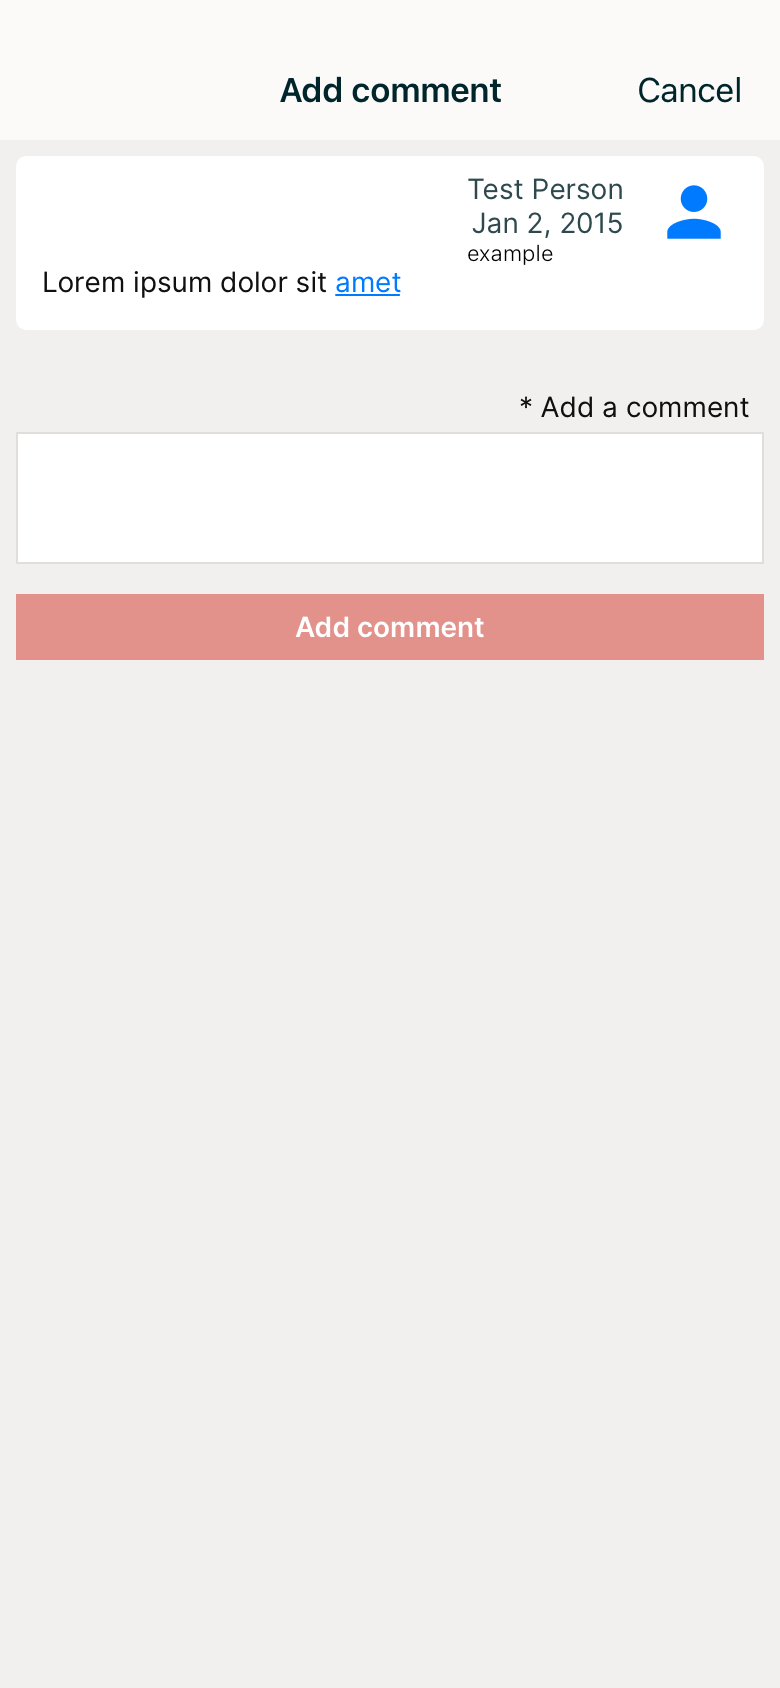 Add comment
Cancel
Test Person
Jan 2, 2015
example
Lorem ipsum dolor sit amet
* Add a comment
Add comment